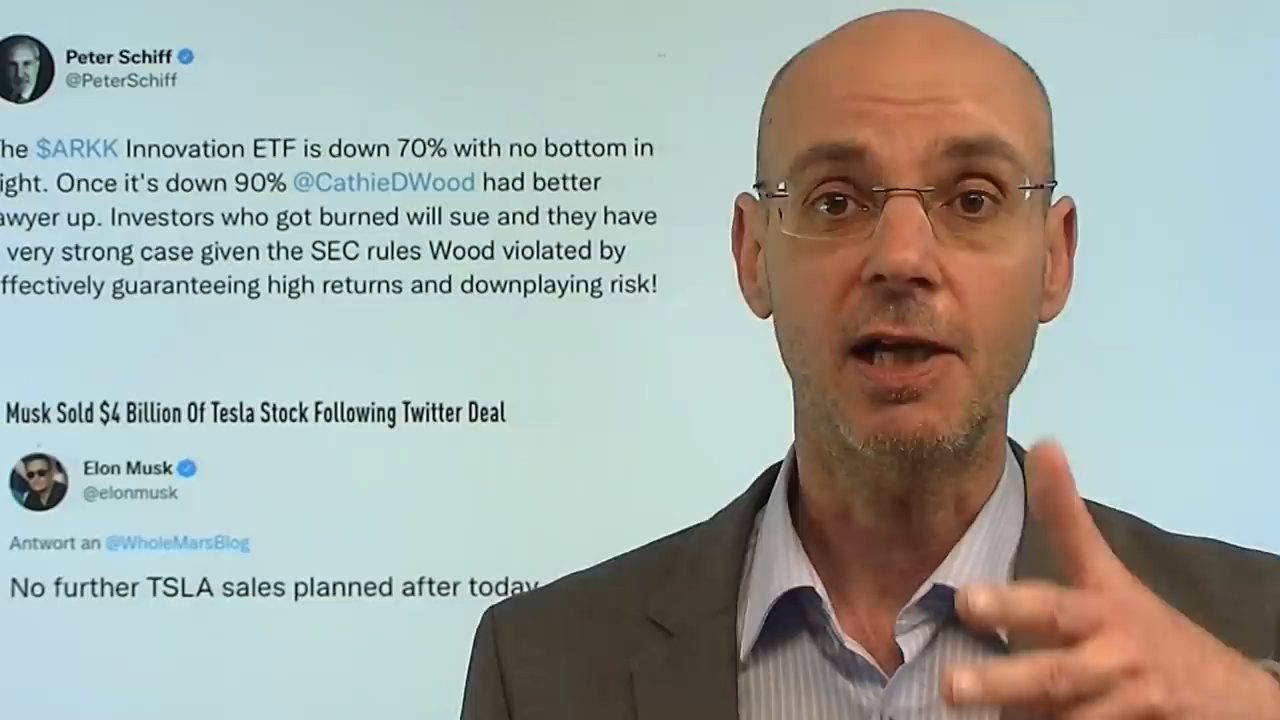 Peter Schiff
@PeterSchiff
he $ARKK Innovation ETF is down 70% with no bottom in
ight. Once it's down 90% @CathieDWood had better
awyer up. Investors who got burned will sue and they have
very strong case given the SEC rules Wood violated by
ffectively guaranteeing high returns and downplaying risk!
Musk Sold $4 Billion Of Tesla Stock Following Twitter Deal
Elon Musk
@elonmusk
Antwort an @WholeMarsBlog
No further TSLA sales planned after today